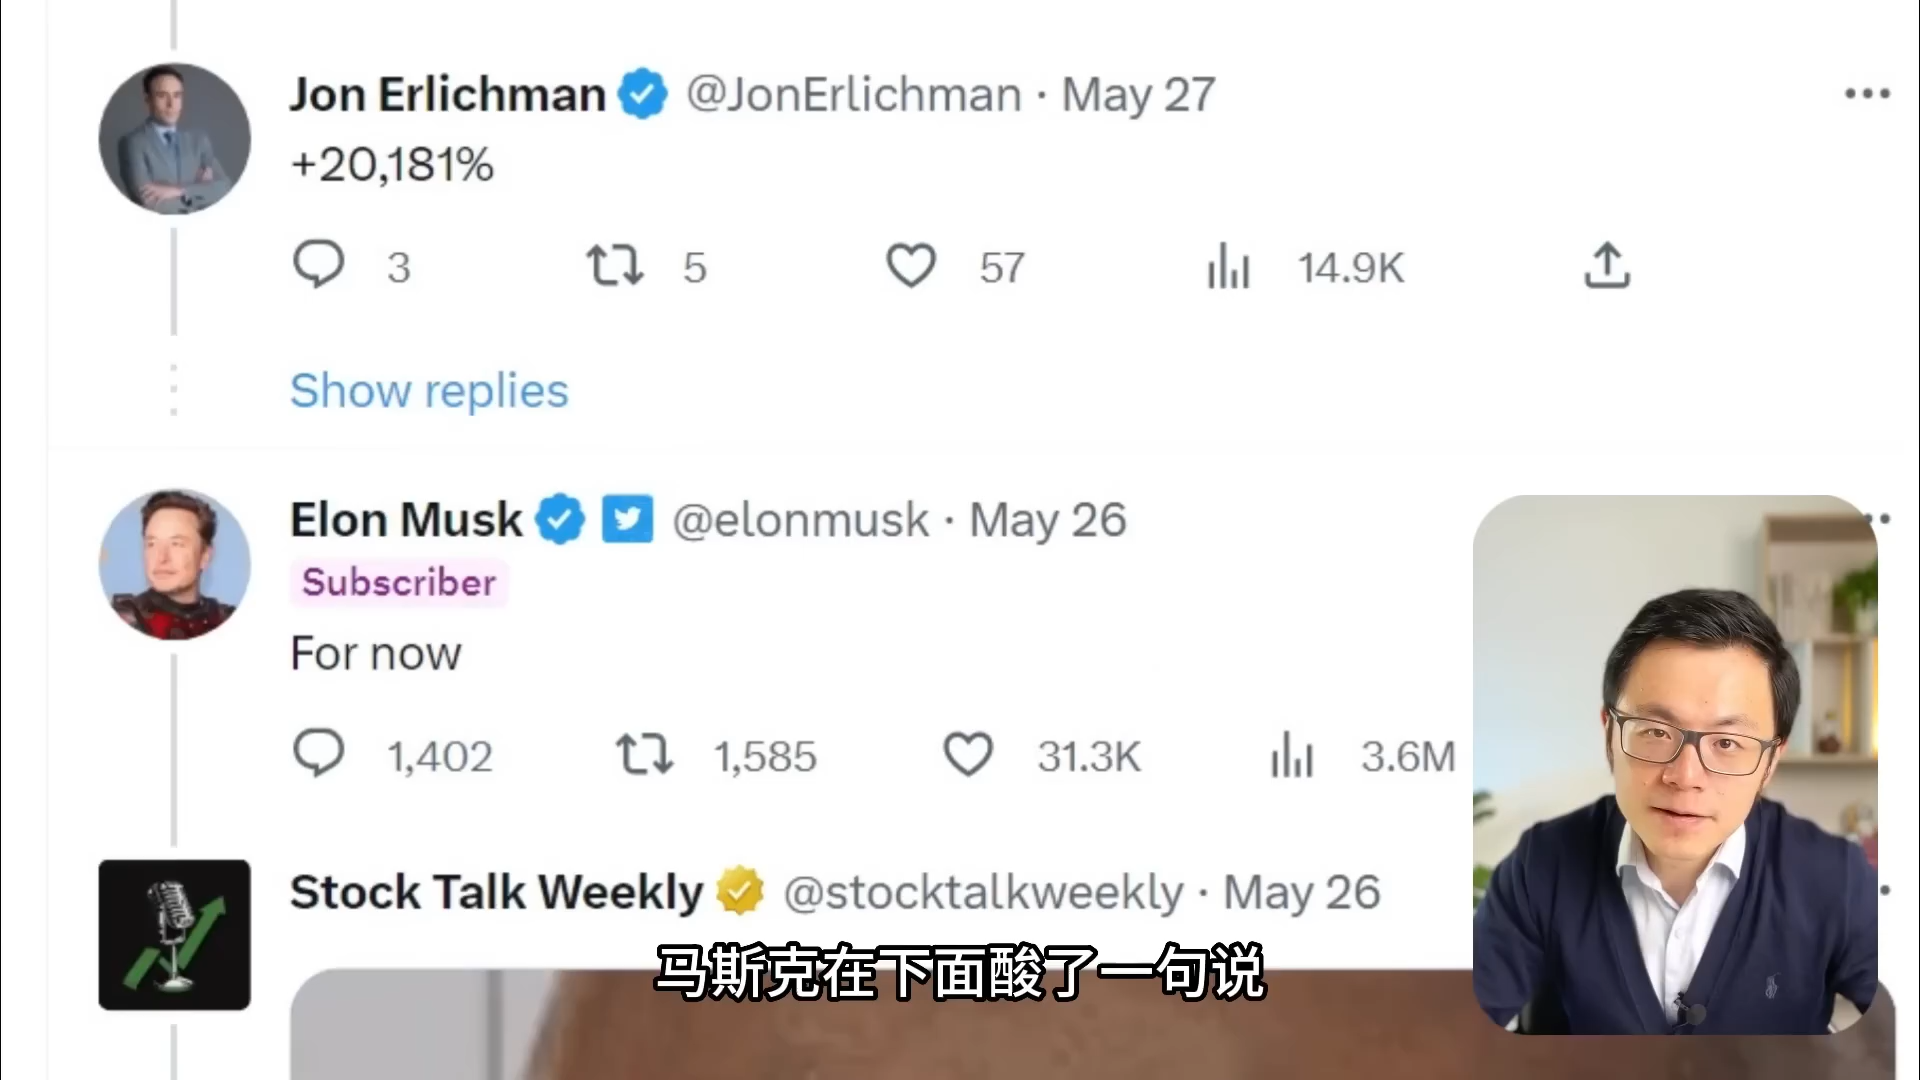 Jon Erlichman @JonErlichman · May 27
+20,181%
3 5 57 14.9K
Show replies
Elon Musk @elonmusk · May 26
Subscriber
For now
1,402 1,585 31.3K 3.6M
Stock Talk Weekly @stocktalkweekly · May 26
马斯克在下面酸了一句说